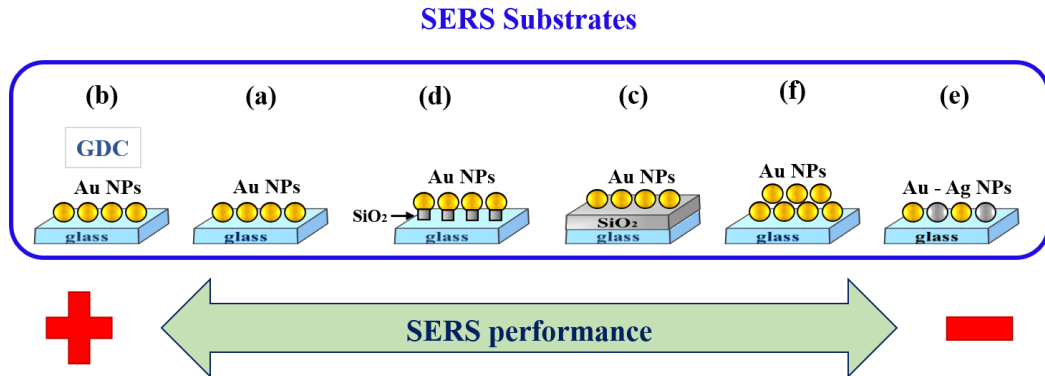 SERS Substrates
(b) (a) (d) (c) (f) (e)
GDC
Au NPs Au NPs Au NPs Au NPs Au NPs Au - Ag NPs
SiO₂
SiO₂
glass glass glass glass glass glass
SERS performance